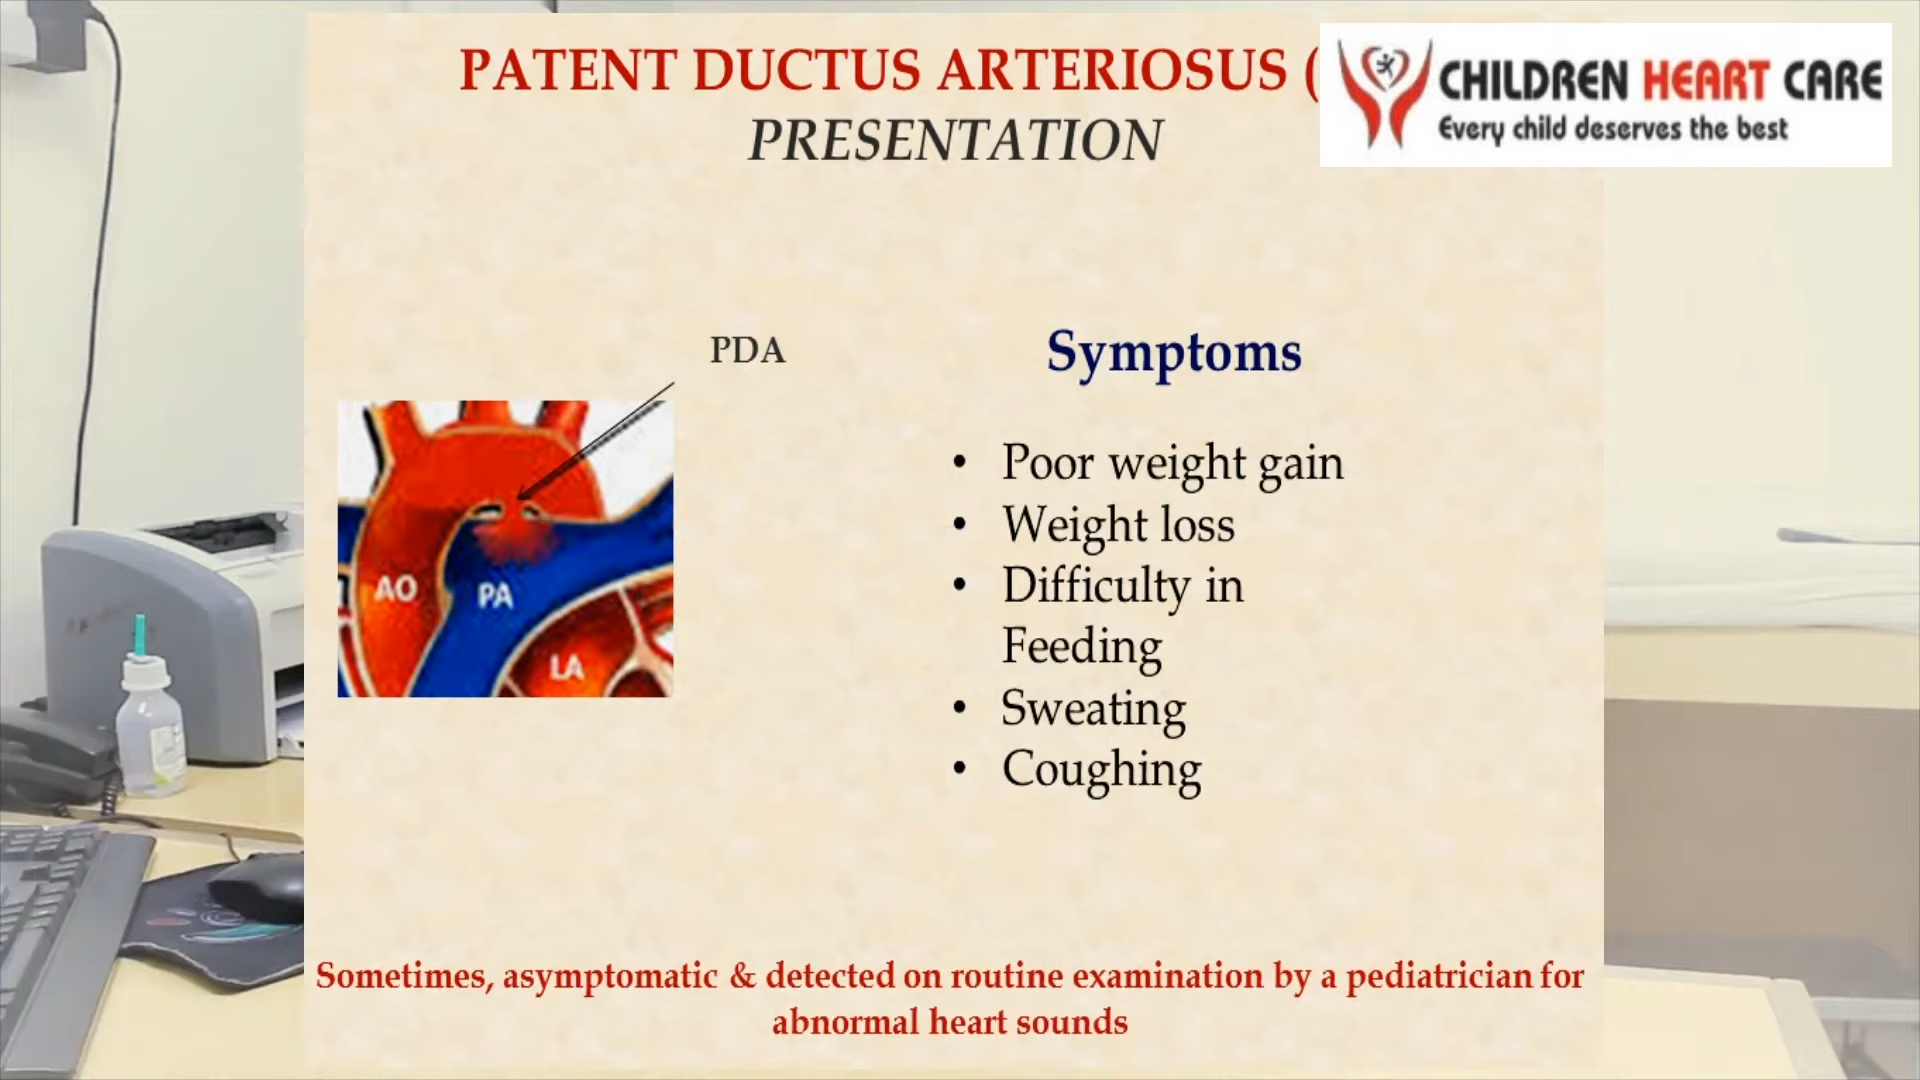 PATENT DUCTUS ARTERIOSUS (
PRESENTATION
CHILDREN HEART CARE
Every child deserves the best
PDA
AO
PA
LA
Symptoms
• Poor weight gain
• Weight loss
• Difficulty in
Feeding
• Sweating
• Coughing
Sometimes, asymptomatic & detected on routine examination by a pediatrician for
abnormal heart sounds